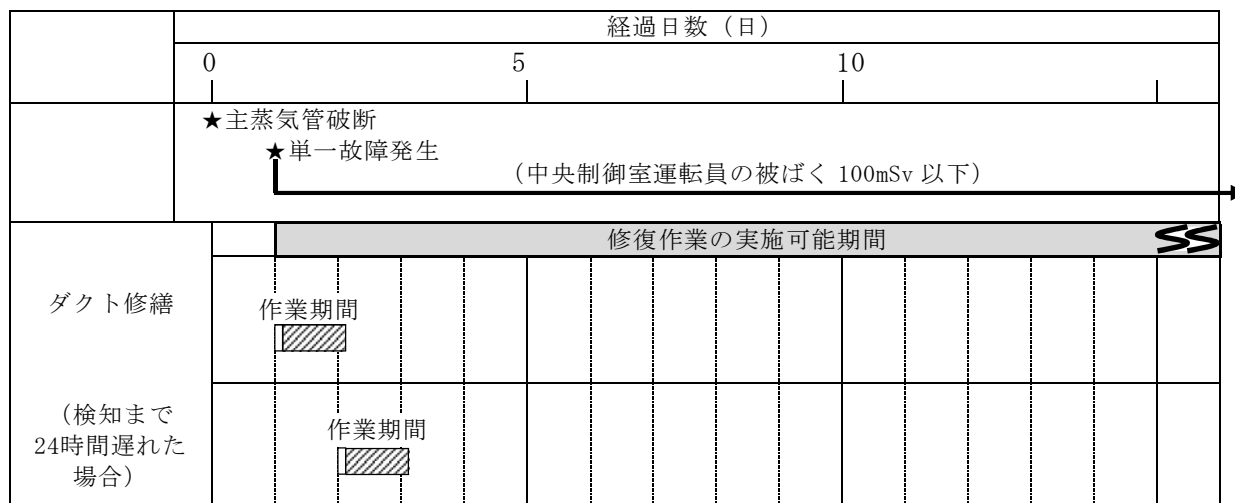 経過日数（日）
0 5 10
★主蒸気管破断
★単一故障発生
（中央制御室運転員の被ばく 100mSv 以下）
修復作業の実施可能期間
ダクト修繕
作業期間
（検知まで
24時間遅れた
場合）
作業期間